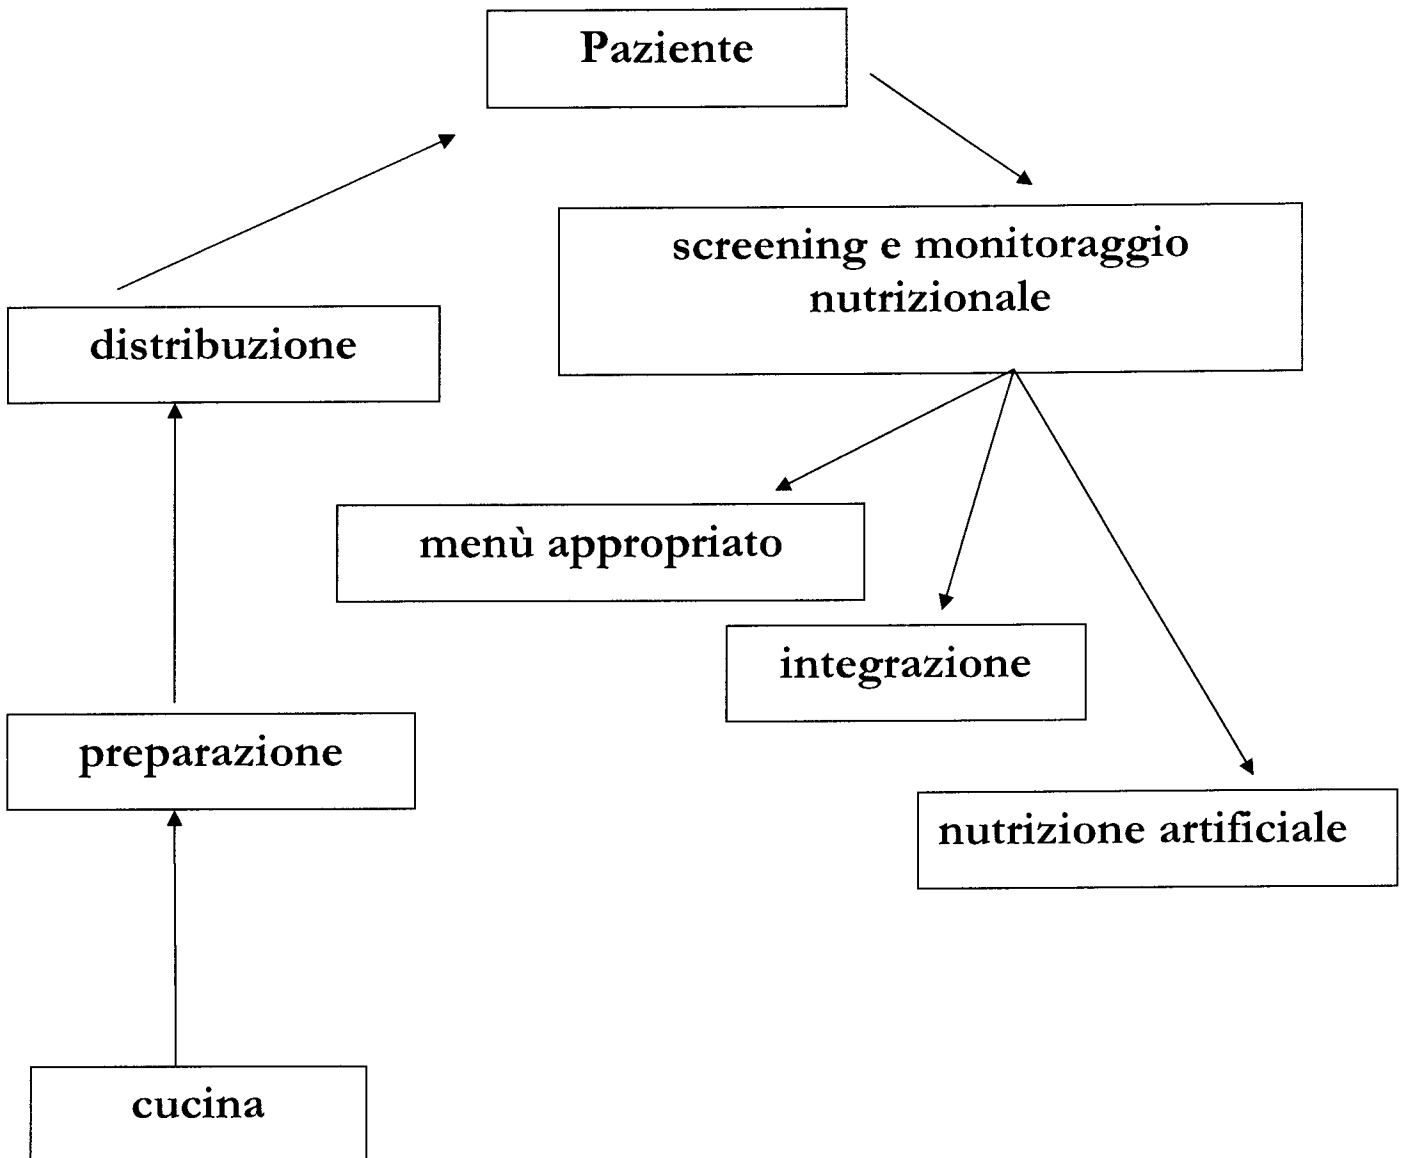 Paziente
screening e monitoraggio
nutrizionale
distribuzione
menù appropriato
integrazione
preparazione
nutrizione artificiale
cucina